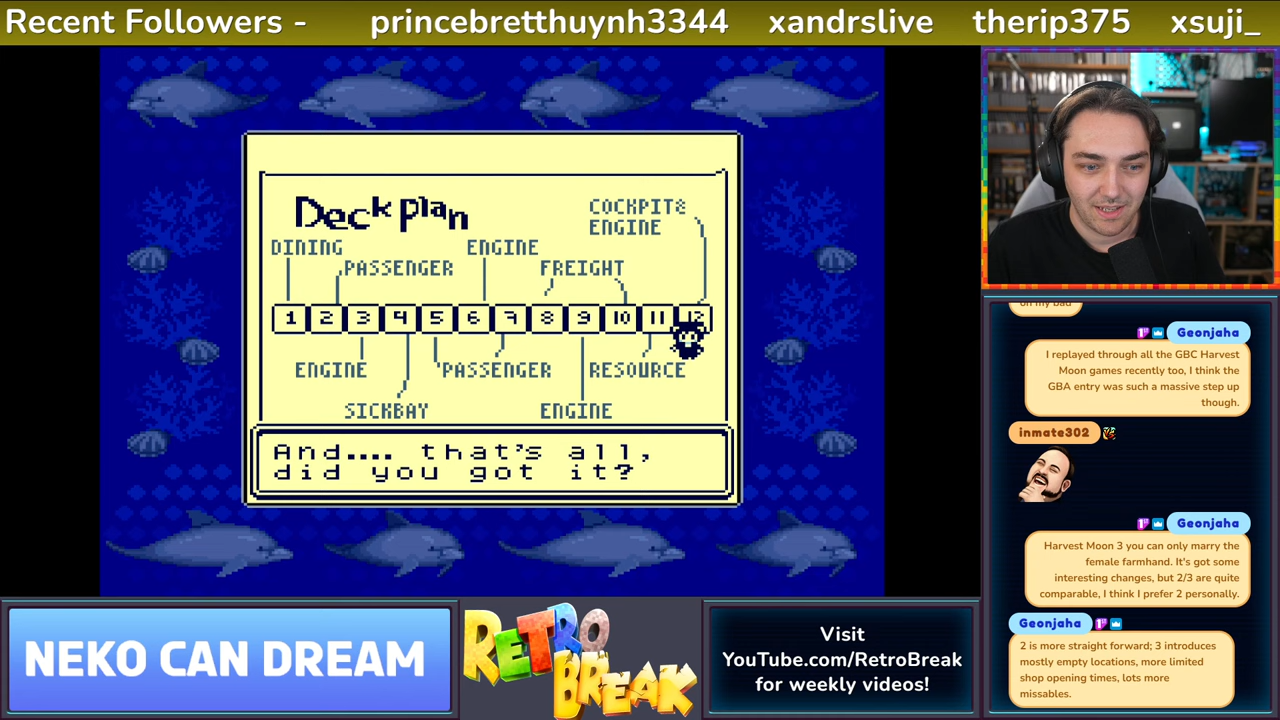 Recent Followers - princebretthuynh3344 xandrslive therip375 xsuji_
Deck plan
COCKPIT&
ENGINE
DINING
ENGINE
PASSENGER
FREIGHT
1 2 3 4 5 6 7 8 9 10 11 12
ENGINE
PASSENGER
RESOURCE
SICKBAY
ENGINE
And.... that's all,
did you got it?
oh my bad
Geonjaha
I replayed through all the GBC Harvest
Moon games recently too, I think the
GBA entry was such a massive step up
though.
inmate302
Geonjaha
Harvest Moon 3 you can only marry the
female farmhand. It's got some
interesting changes, but 2/3 are quite
comparable, I think I prefer 2 personally.
Geonjaha
2 is more straight forward; 3 introduces
mostly empty locations, more limited
shop opening times, lots more
missables.
NEKO CAN DREAM
RETRO
BREAK
Visit
YouTube.com/RetroBreak
for weekly videos!